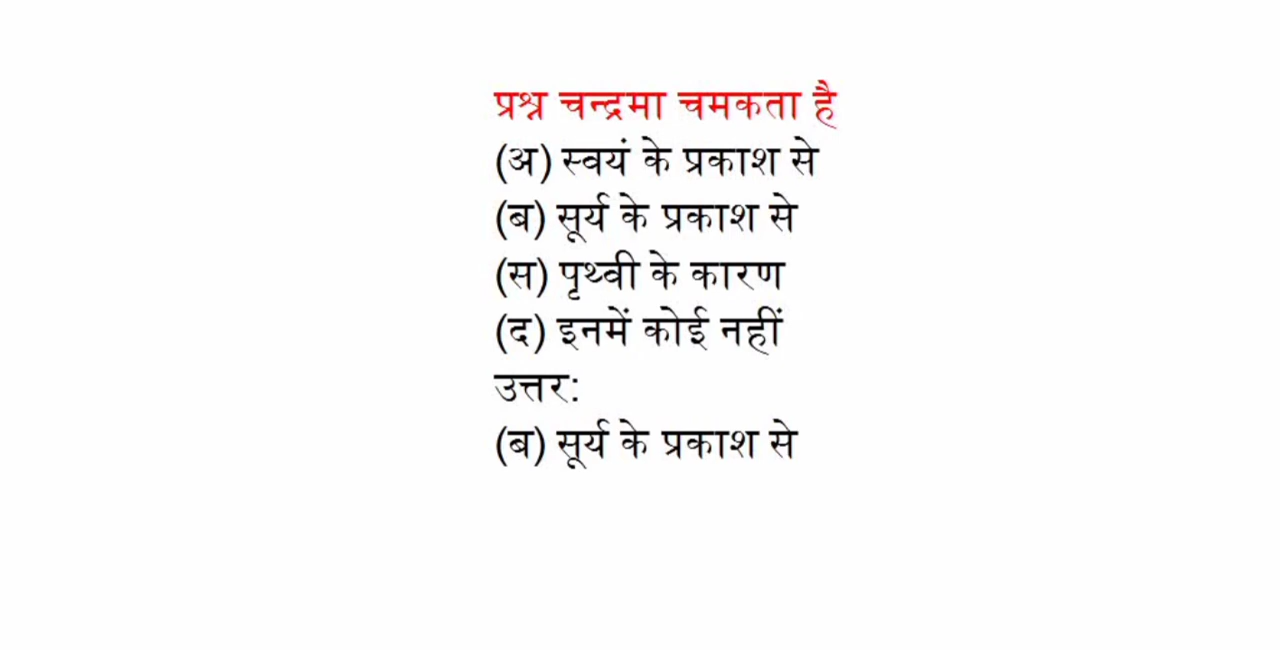 प्रश्न चन्द्रमा चमकता है
(अ) स्वयं के प्रकाश से
(ब) सूर्य के प्रकाश से
(स) पृथ्वी के कारण
(द) इनमें कोई नहीं
उत्तर:
(ब) सूर्य के प्रकाश से